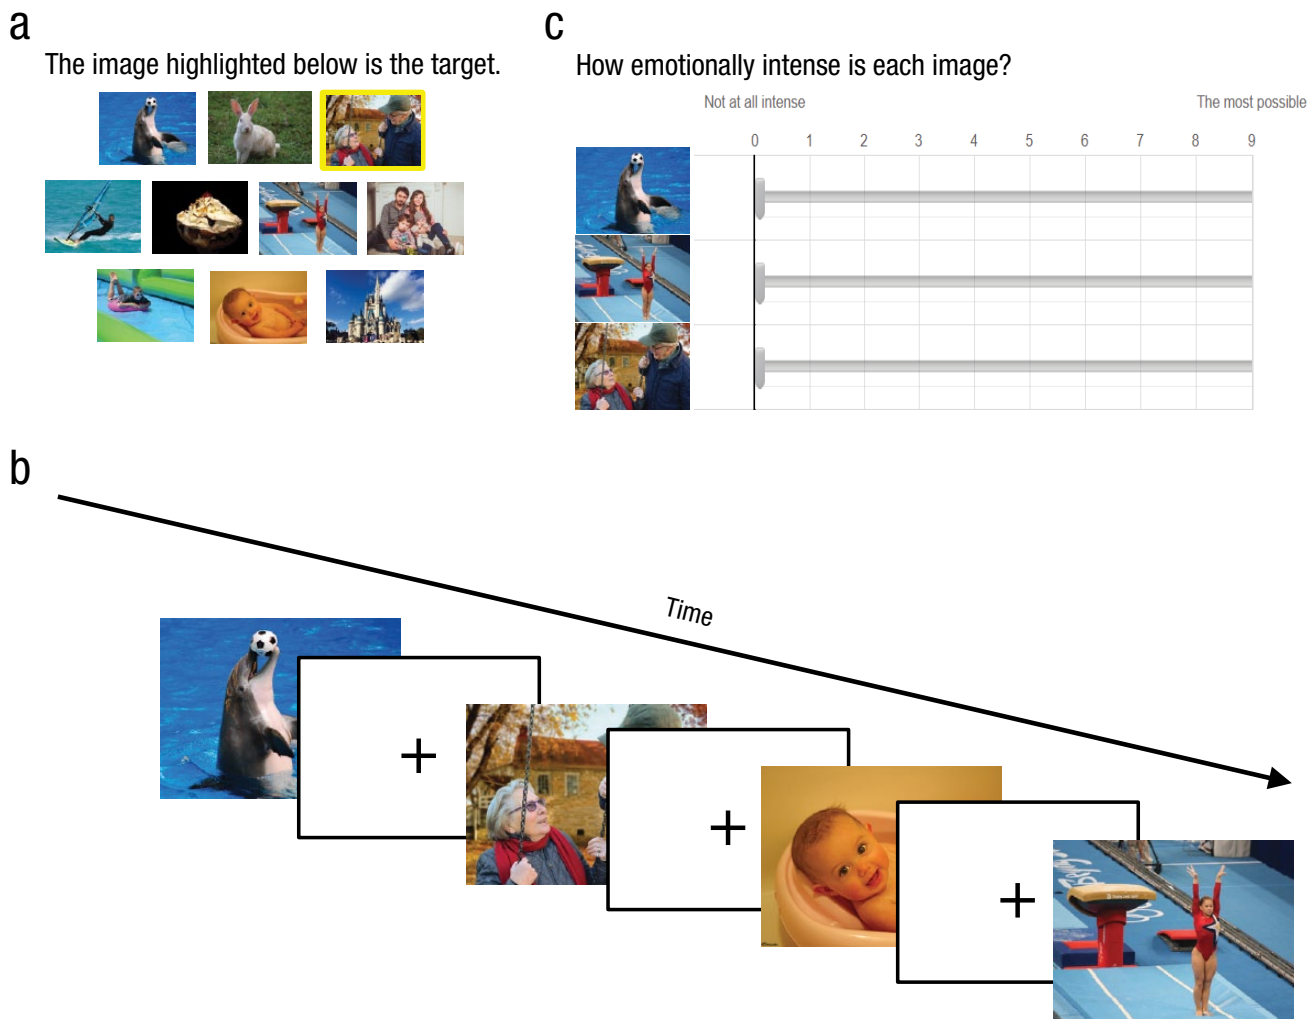 a
The image highlighted below is the target.
c
How emotionally intense is each image?
Not at all intense The most possible
0 1 2 3 4 5 6 7 8 9
b
Time
+
+
+